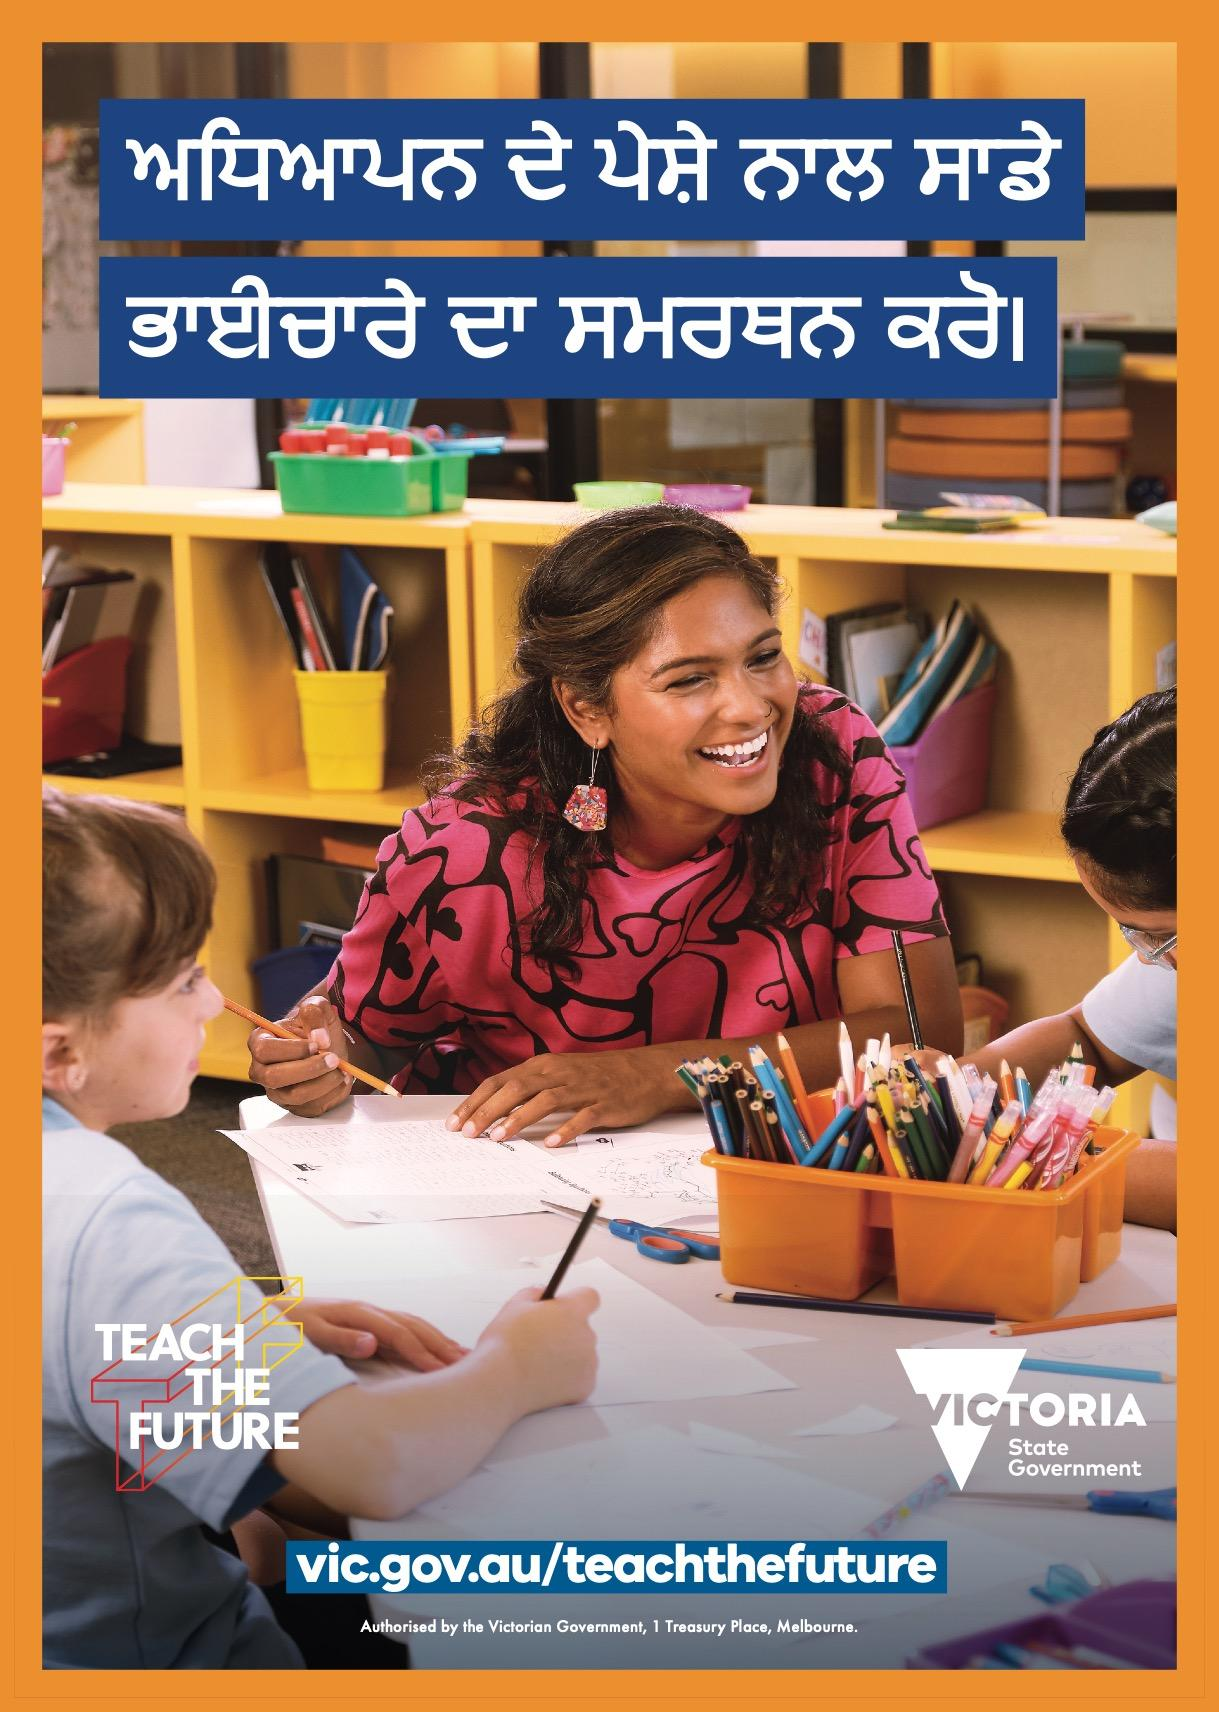 ਅਧਿਆਪਨ ਦੇ ਪੇਸ਼ੇ ਨਾਲ ਸਾਡੇ
ਭਾਈਚਾਰੇ ਦਾ ਸਮਰਥਨ ਕਰੋ।
TEACH
THE
FUTURE
VICTORIA
State
Government
vic.gov.au/teachthefuture
Authorised by the Victorian Government, 1 Treasury Place, Melbourne.